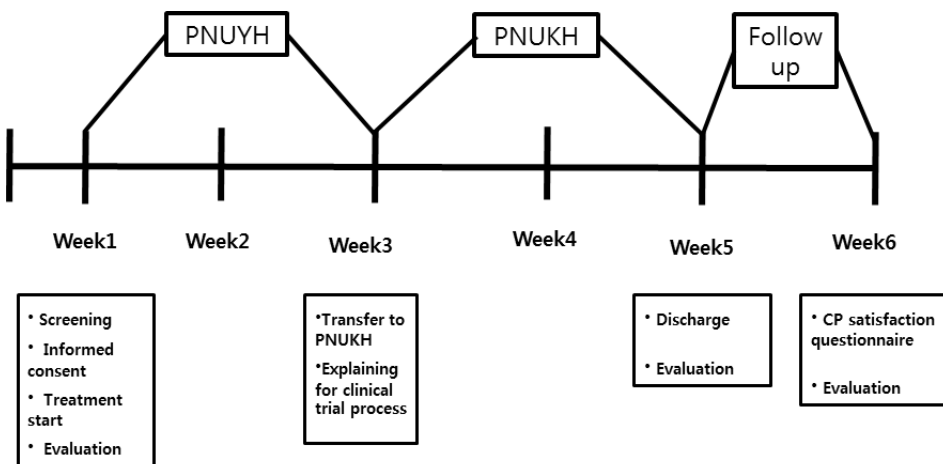 PNUYH
PNUKH
Follow
up
Week1
Week2
Week3
Week4
Week5
Week6
• Screening
• Informed
consent
• Treatment
start
• Evaluation
•Transfer to
PNUKH
•Explaining
for clinical
trial process
• Discharge
• Evaluation
• CP satisfaction
questionnaire
• Evaluation